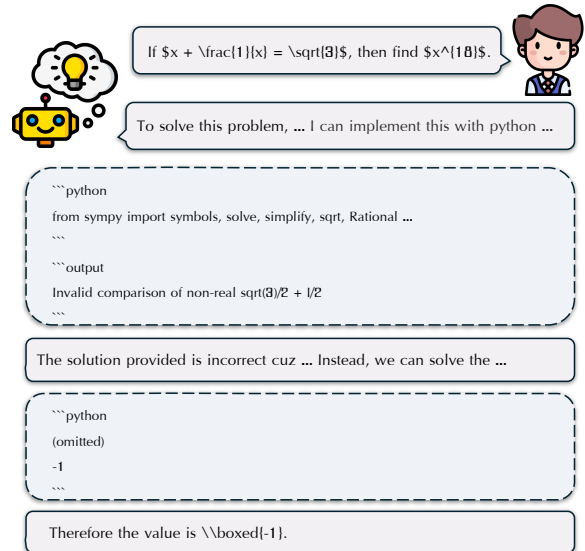 If $x + \frac{1}{x} = \sqrt{3}$, then find $x^{18}$.
To solve this problem, ... I can implement this with python ...
```python
from sympy import symbols, solve, simplify, sqrt, Rational ...
```
```output
Invalid comparison of non-real sqrt(3)/2 + I/2
```
The solution provided is incorrect cuz ... Instead, we can solve the ...
```python
(omitted)
-1
```
Therefore the value is \\boxed{-1}.